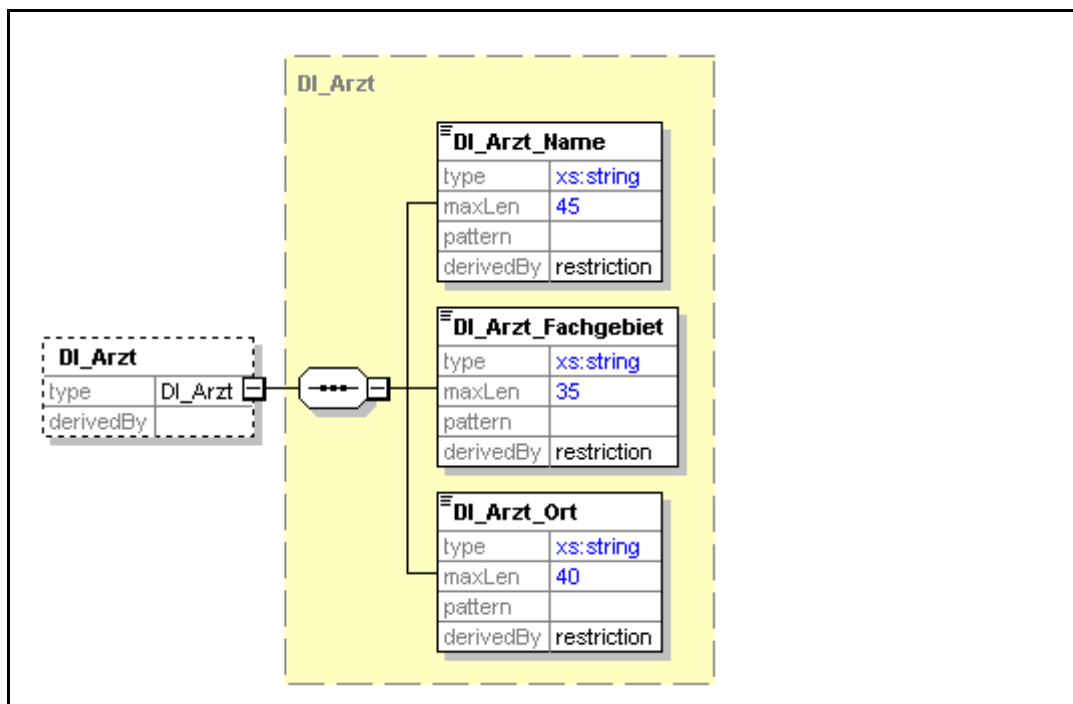 DI_Arzt
DI_Arzt_Name
type xs:string
maxLen 45
pattern
derivedBy restriction
DI_Arzt_Fachgebiet
type xs:string
maxLen 35
pattern
derivedBy restriction
DI_Arzt
type DI_Arzt
derivedBy
DI_Arzt_Ort
type xs:string
maxLen 40
pattern
derivedBy restriction